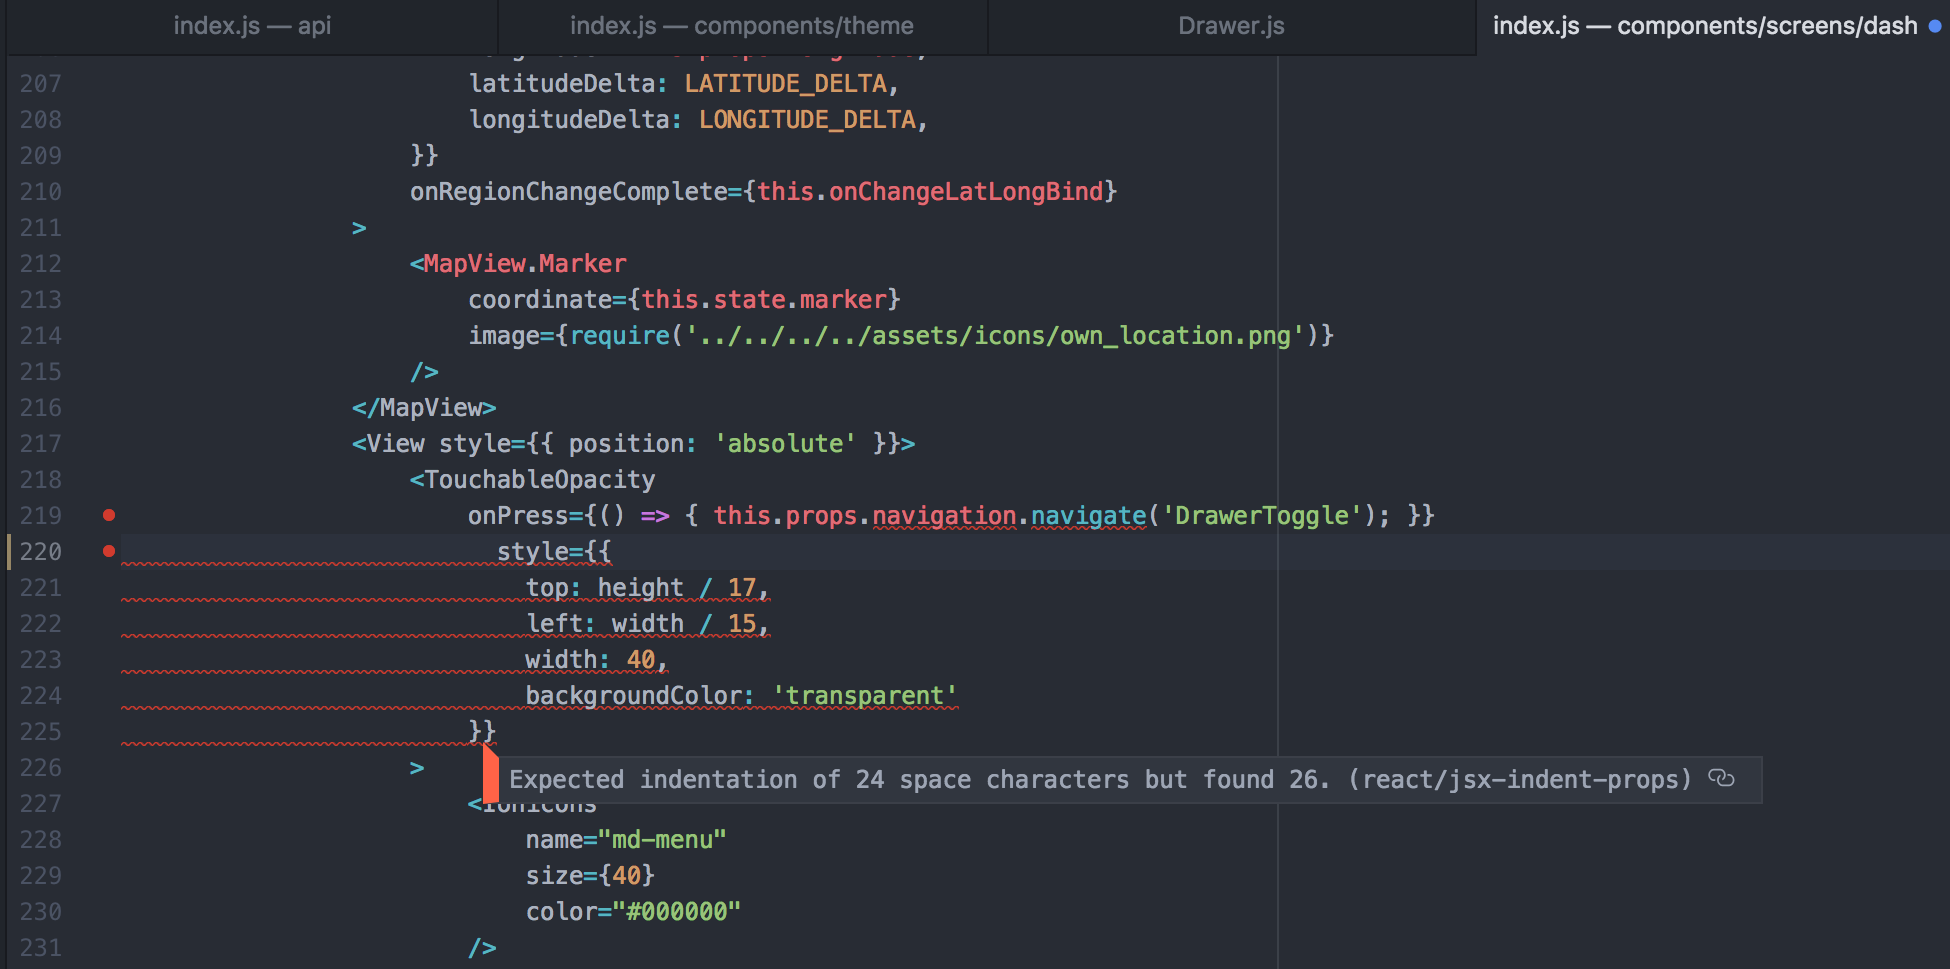 index.js — api
index.js — components/theme
Drawer.js
index.js — components/screens/dash
207 latitudeDelta: LATITUDE_DELTA,
208 longitudeDelta: LONGITUDE_DELTA,
209 }}
210 onRegionChangeComplete={this.onChangeLatLongBind}
211 >
212 <MapView.Marker
213 coordinate={this.state.marker}
214 image={require('../../../../assets/icons/own_location.png')}
215 />
216 </MapView>
217 <View style={{ position: 'absolute' }}>
218 <TouchableOpacity
219 onPress={() => { this.props.navigation.navigate('DrawerToggle'); }}
220 style={{
221 top: height / 17,
222 left: width / 15,
223 width: 40,
224 backgroundColor: 'transparent'
225 }}
226 >
Expected indentation of 24 space characters but found 26. (react/jsx-indent-props)
227 <Ionicons
228 name="md-menu"
229 size={40}
230 color="#000000"
231 />